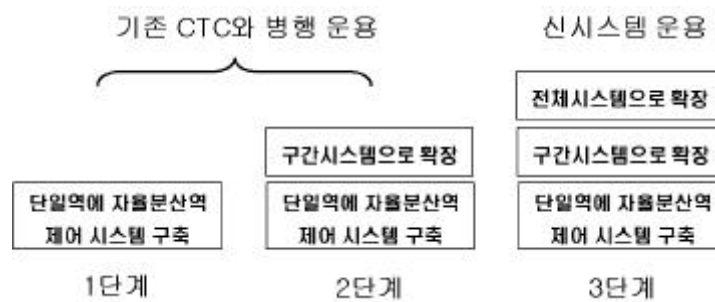 기존 CTC와 병행 운용
신시스템 운용
전체시스템으로 확장
구간시스템으로 확장
구간시스템으로 확장
단일역에 자율분산역
제어 시스템 구축
단일역에 자율분산역
제어 시스템 구축
단일역에 자율분산역
제어 시스템 구축
1단계
2단계
3단계